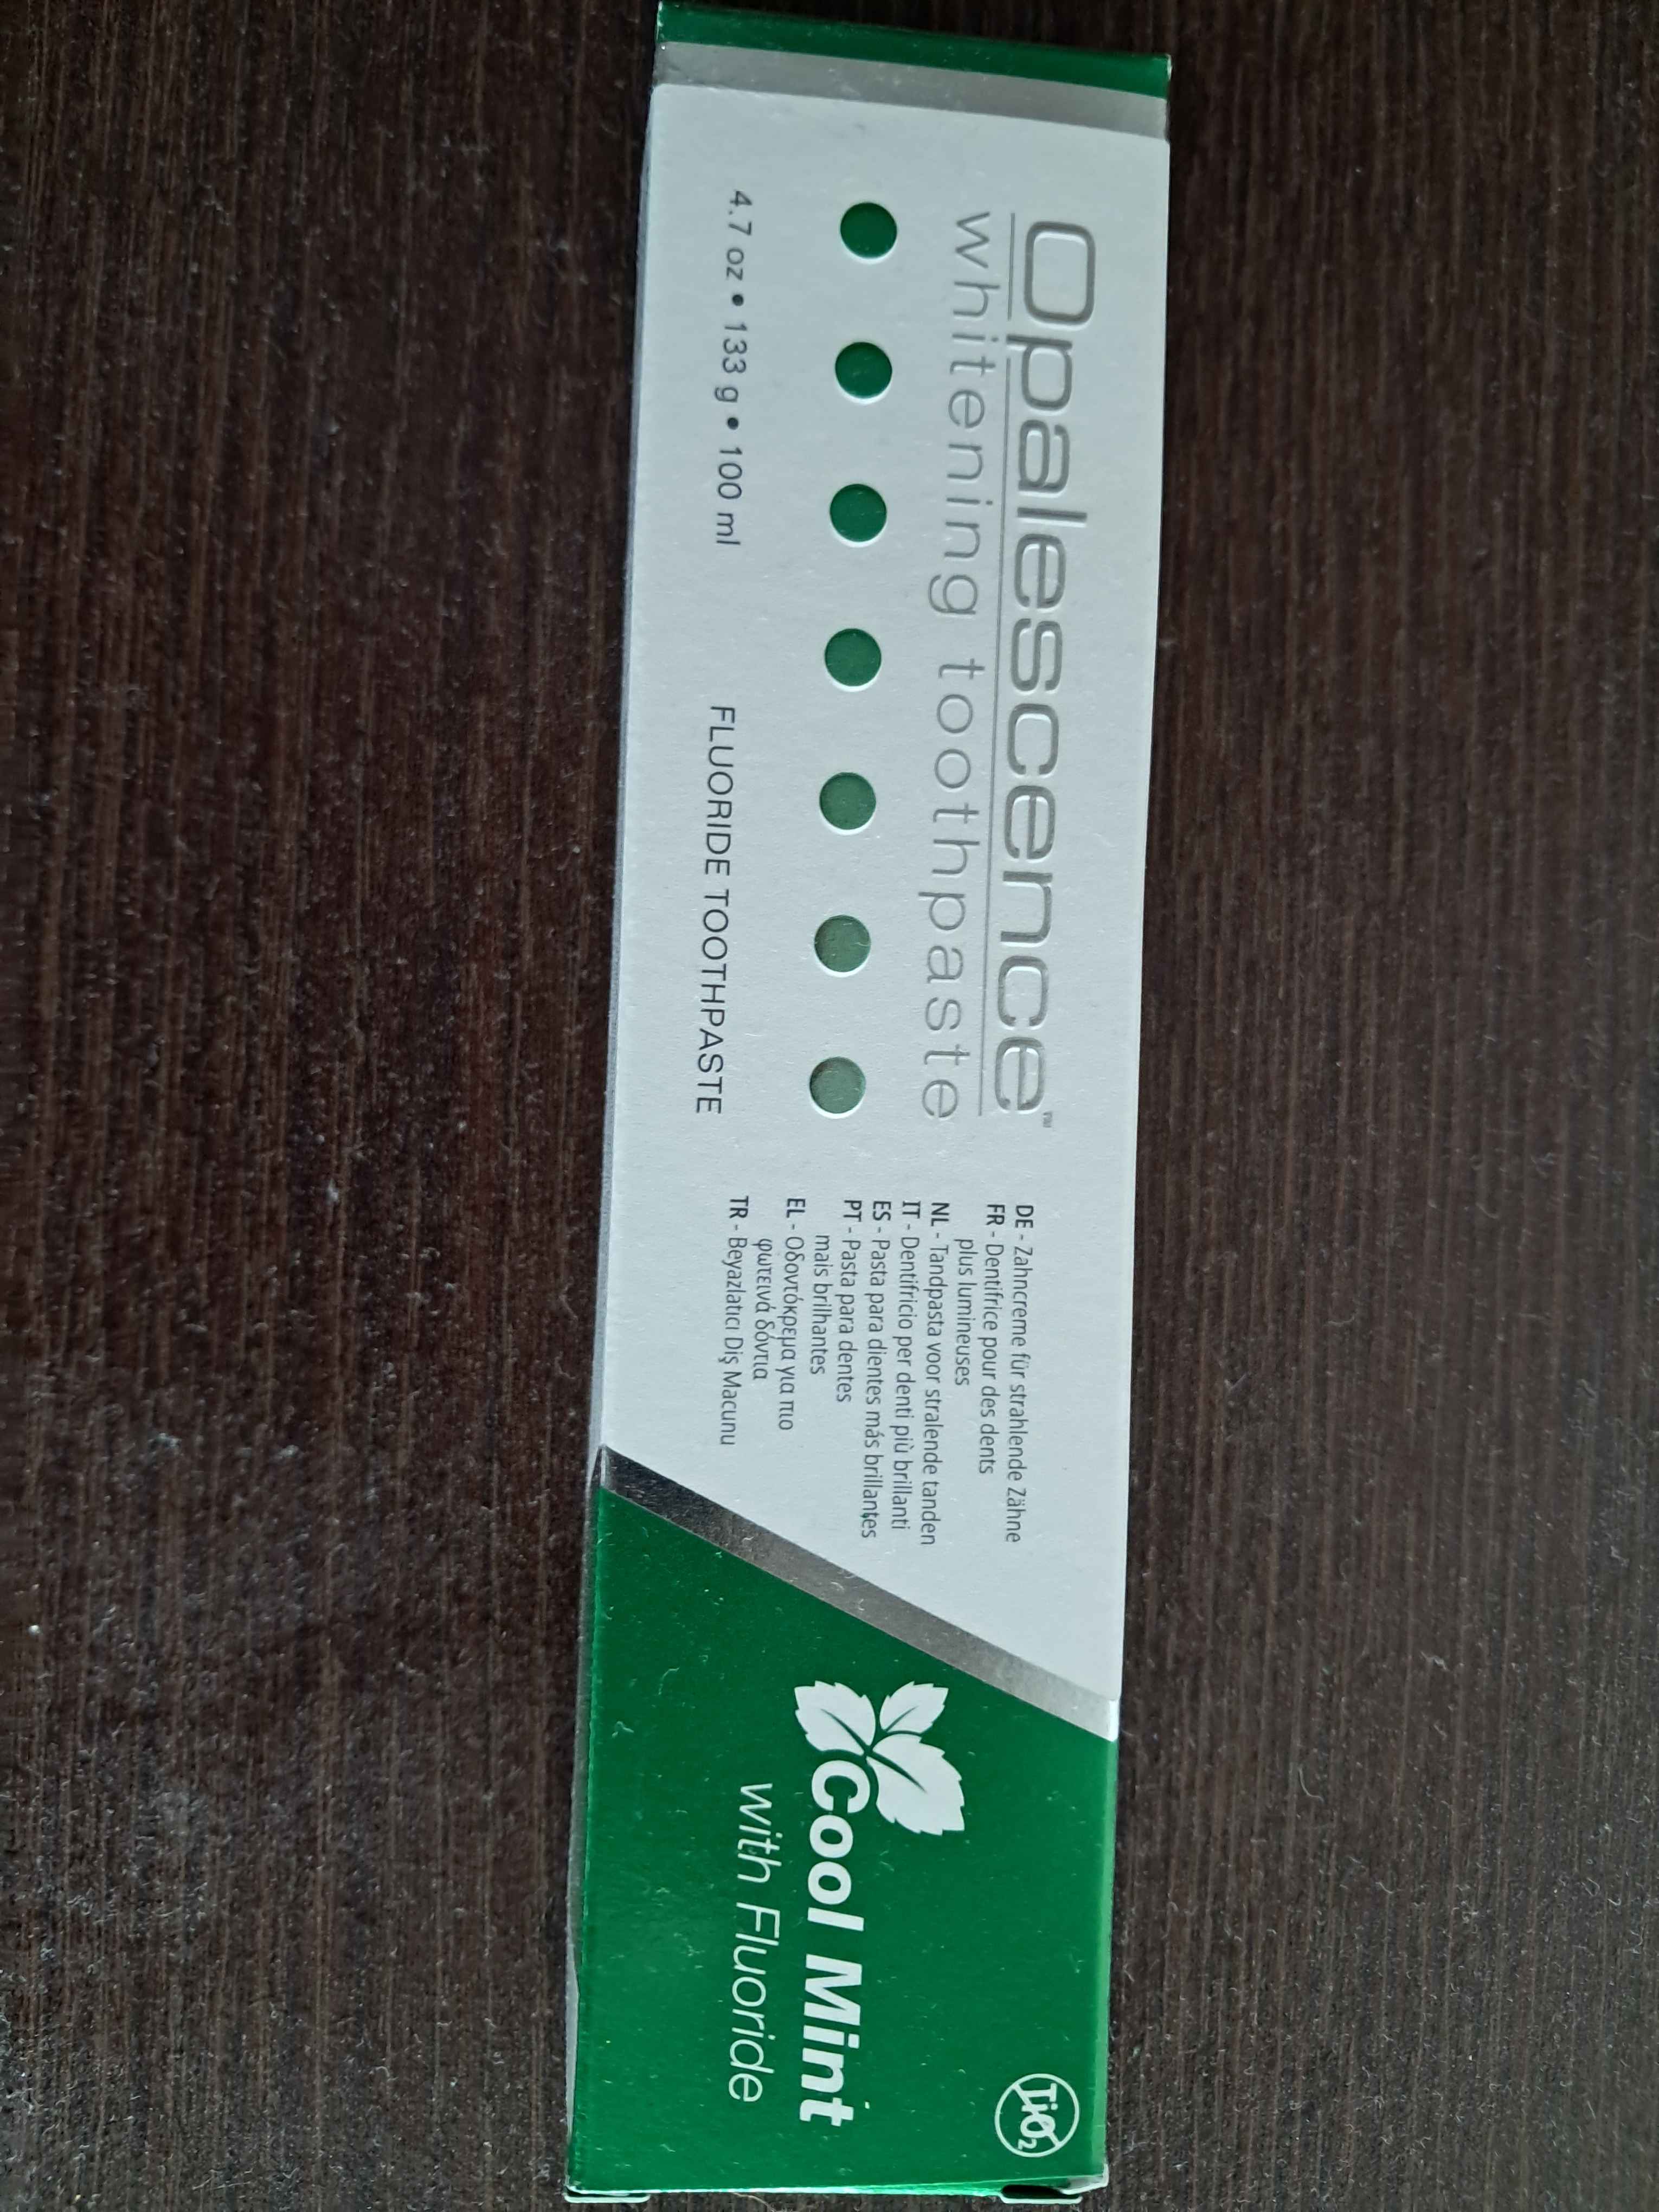 Opalescence™
whitening toothpaste
4.7 oz • 133 g • 100 ml
FLUORIDE TOOTHPASTE
DE - Zahncreme für strahlende Zähne
FR - Dentifrice pour des dents
plus lumineuses
NL - Tandpasta voor stralende tanden
IT - Dentifricio per denti più brillanti
ES - Pasta para dientes más brillantes
PT - Pasta para dentes
mais brilhantes
EL - Οδοντόκρεμα για πιο
φωτεινά δόντια
TR - Beyazlatıcı Diş Macunu
TiO₂
Cool Mint
with Fluoride